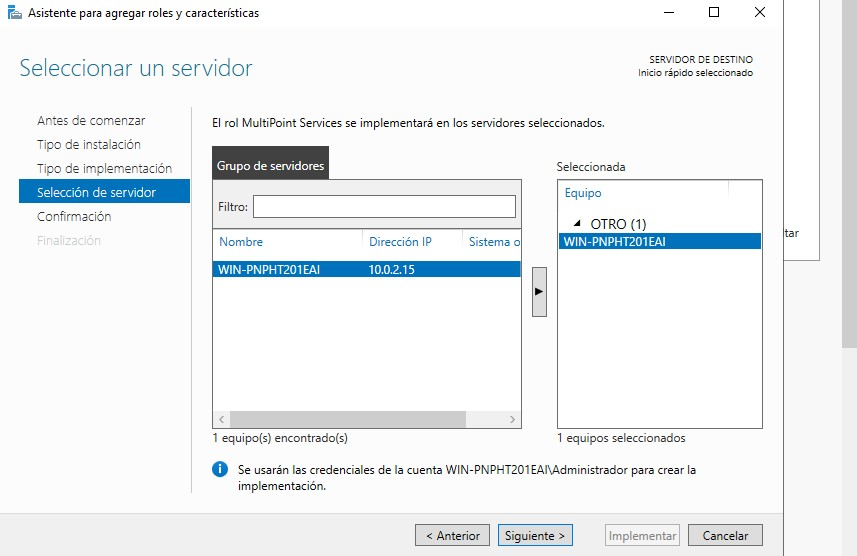 Asistente para agregar roles y características
Seleccionar un servidor
SERVIDOR DE DESTINO
Inicio rápido seleccionado
Antes de comenzar
Tipo de instalación
Tipo de implementación
Selección de servidor
Confirmación
Finalización
El rol MultiPoint Services se implementará en los servidores seleccionados.
Grupo de servidores
Filtro:
Nombre Dirección IP Sistema o
WIN-PNPHT201EAI 10.0.2.15
1 equipo(s) encontrado(s)
Seleccionada
Equipo
OTRO (1)
WIN-PNPHT201EAI
1 equipos seleccionados
tar
Se usarán las credenciales de la cuenta WIN-PNPHT201EAI\Administrador para crear la
implementación.
< Anterior Siguiente > Implementar Cancelar